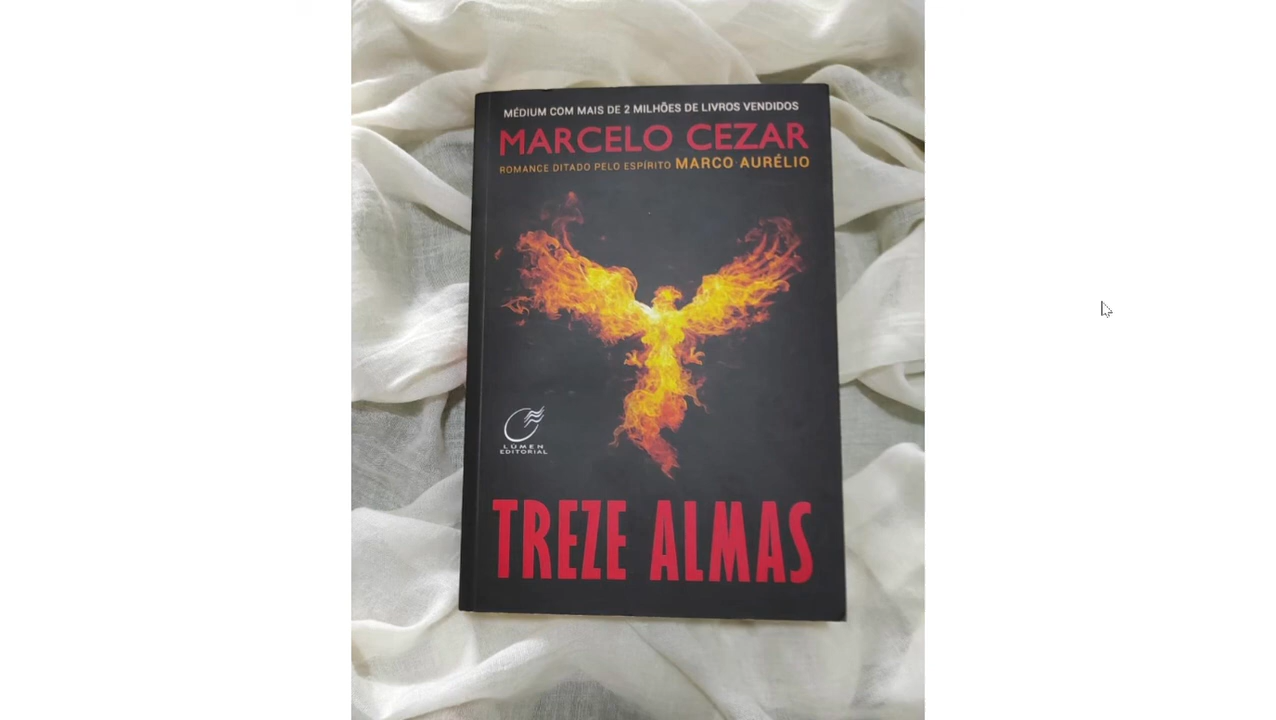 MÉDIUM COM MAIS DE 2 MILHÕES DE LIVROS VENDIDOS
MARCELO CEZAR
ROMANCE DITADO PELO ESPÍRITO MARCO AURÉLIO
LÚMEN
EDITORIAL
TREZE ALMAS